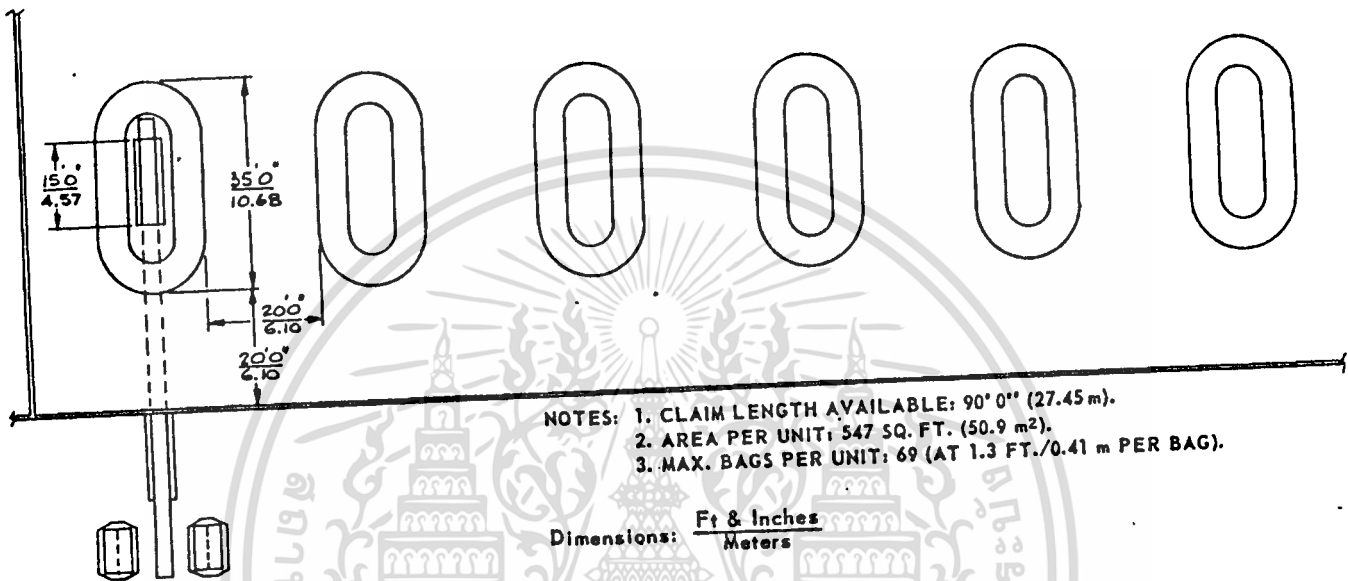 15'0"
4.57
35'0"
10.68
20'0"
6.10
20'0"
6.10
NOTES: 1. CLAIM LENGTH AVAILABLE: 90'0'' (27.45 m).
2. AREA PER UNIT: 547 SQ. FT. (50.9 m²).
3. MAX. BAGS PER UNIT: 69 (AT 1.3 FT./0.41 m PER BAG).
Dimensions: Ft & Inches
Meters